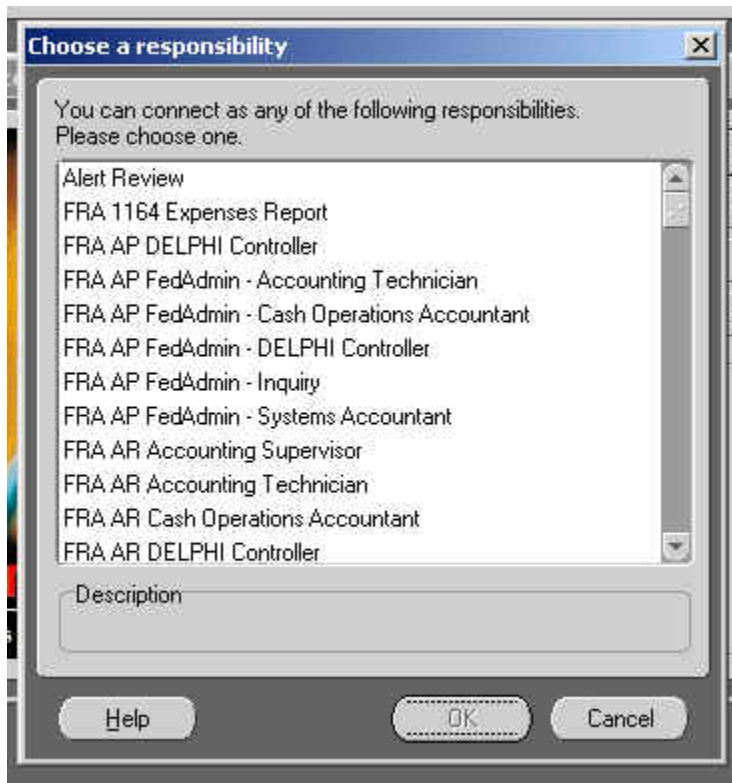 Choose a responsibility
You can connect as any of the following responsibilities.
Please choose one.
Alert Review
FRA 1164 Expenses Report
FRA AP DELPHI Controller
FRA AP FedAdmin - Accounting Technician
FRA AP FedAdmin - Cash Operations Accountant
FRA AP FedAdmin - DELPHI Controller
FRA AP FedAdmin - Inquiry
FRA AP FedAdmin - Systems Accountant
FRA AR Accounting Supervisor
FRA AR Accounting Technician
FRA AR Cash Operations Accountant
FRA AR DELPHI Controller
Description
Help
OK
Cancel